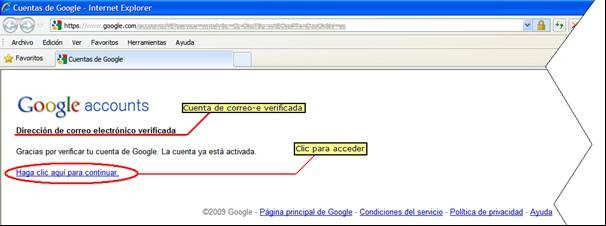 Cuentas de Google - Internet Explorer
https://www.google.com/accounts/
Archivo Edición Ver Favoritos Herramientas Ayuda
Favoritos Cuentas de Google
Google accounts
Cuenta de correo-e verificada
Dirección de correo electrónico verificada
Gracias por verificar tu cuenta de Google. La cuenta ya está activada.
Clic para acceder
Haga clic aquí para continuar.
©2009 Google - Página principal de Google - Condiciones del servicio - Política de privacidad - Ayuda